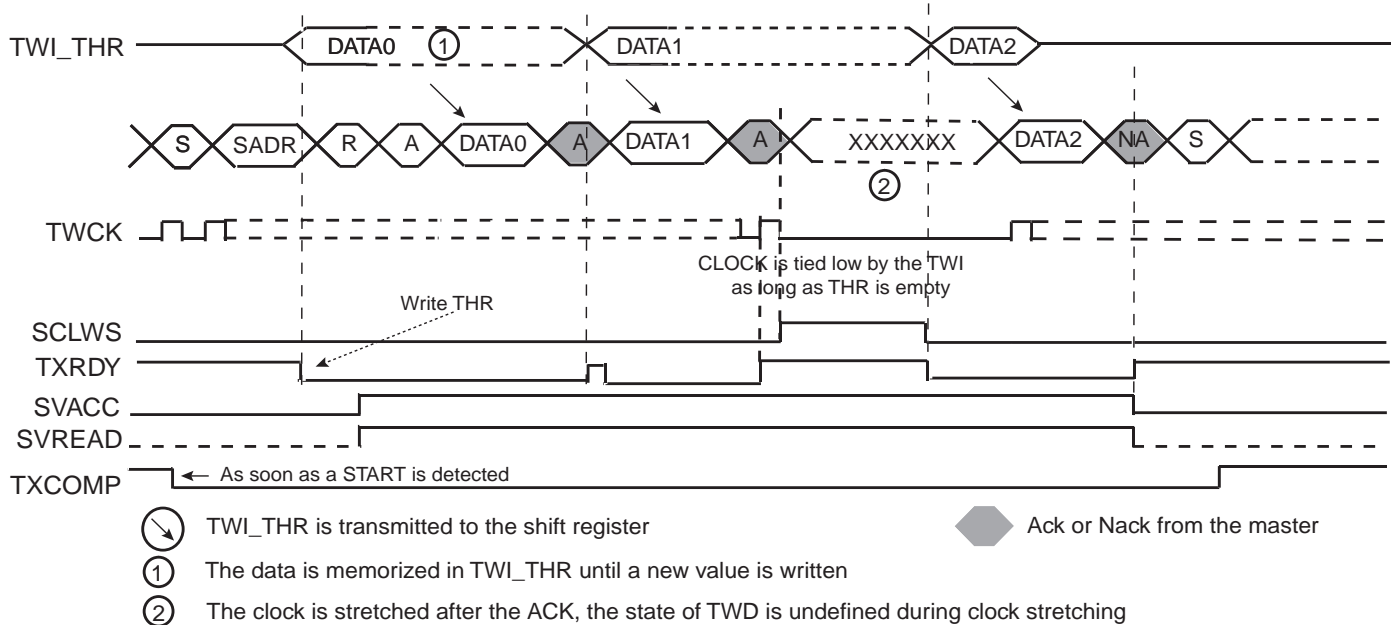 TWI_THR DATA0 1 DATA1 DATA2
S SADR R A DATA0 A DATA1 A XXXXXXX DATA2 NA S
2
TWCK
CLOCK is tied low by the TWI
as long as THR is empty
Write THR
SCLWS
TXRDY
SVACC
SVREAD
TXCOMP As soon as a START is detected
TWI_THR is transmitted to the shift register Ack or Nack from the master
1 The data is memorized in TWI_THR until a new value is written
2 The clock is stretched after the ACK, the state of TWD is undefined during clock stretching